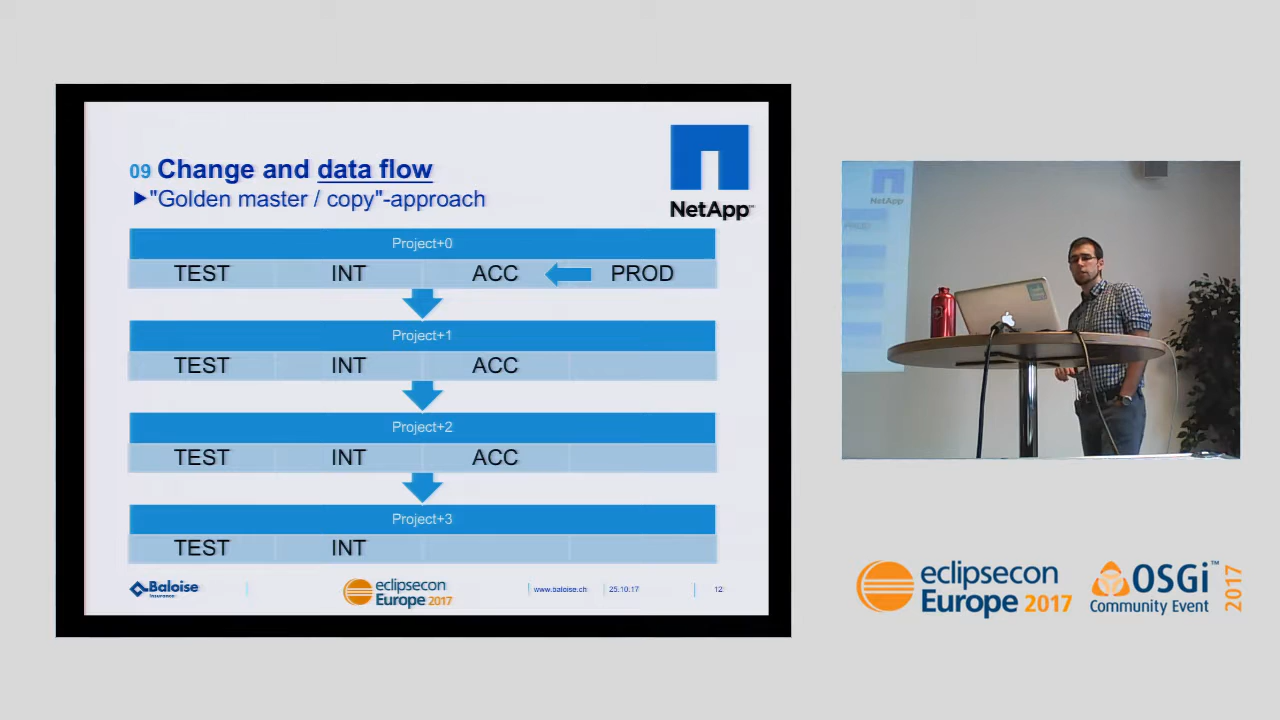 09 Change and data flow
"Golden master / copy"-approach
NetApp™
Project+0
TEST INT ACC PROD
Project+1
TEST INT ACC
Project+2
TEST INT ACC
Project+3
TEST INT
Baloise
Insurance
eclipsecon
Europe 2017
www.baloise.ch
25.10.17
12
NetApp
eclipsecon
Europe 2017
OSGi™
Community Event
2017